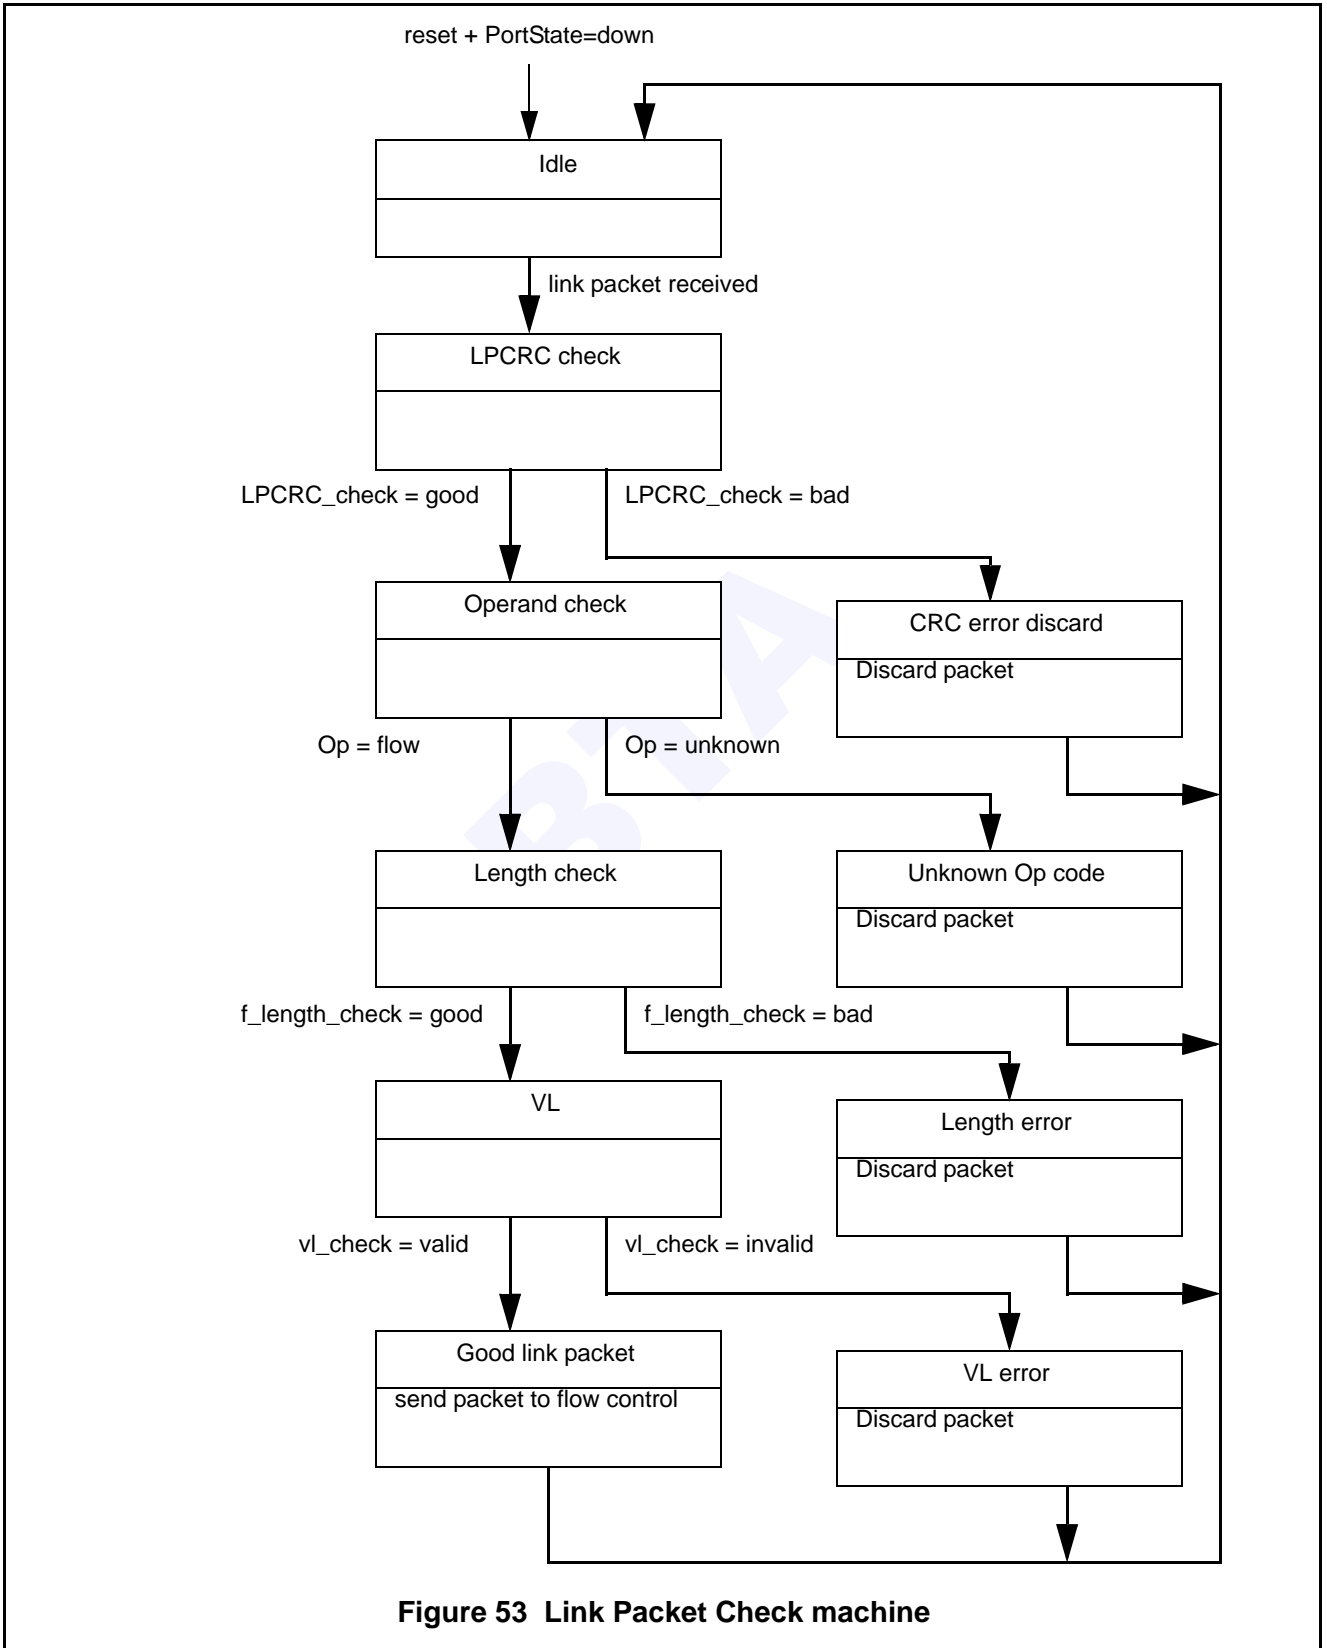 reset + PortState=down
Idle
link packet received
LPCRC check
LPCRC_check = good
LPCRC_check = bad
Operand check
CRC error discard
Discard packet
Op = flow
Op = unknown
Length check
Unknown Op code
Discard packet
f_length_check = good
f_length_check = bad
VL
Length error
Discard packet
vl_check = valid
vl_check = invalid
Good link packet
send packet to flow control
VL error
Discard packet
BTA
Figure 53 Link Packet Check machine